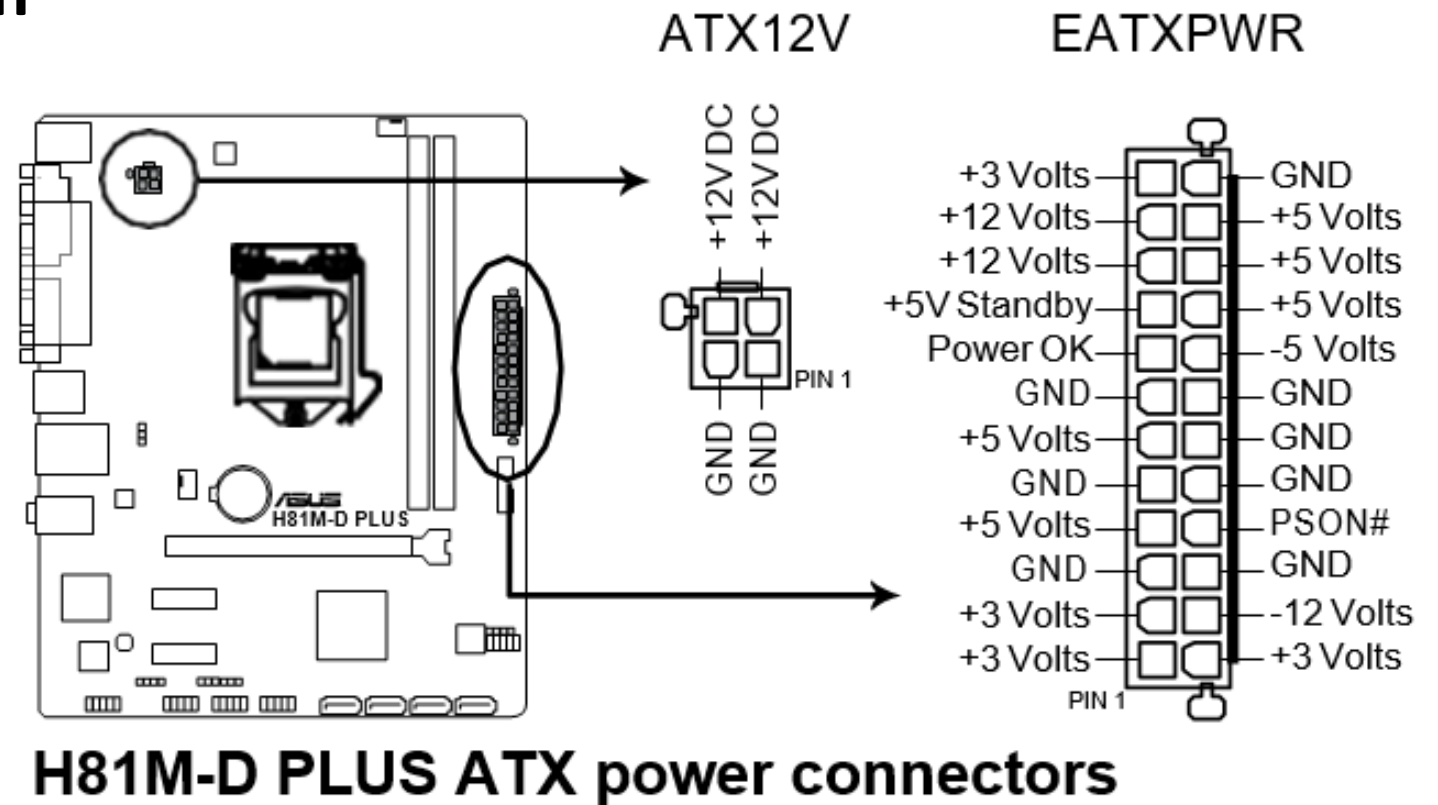 ATX12V
EATXPWR
+12V DC
+12V DC
GND
GND
PIN 1
+3 Volts
+12 Volts
+12 Volts
+5V Standby
Power OK
GND
+5 Volts
GND
+5 Volts
GND
+3 Volts
+3 Volts
PIN 1
GND
+5 Volts
+5 Volts
+5 Volts
-5 Volts
GND
GND
GND
PSON#
GND
-12 Volts
+3 Volts
ASUS
H81M-D PLUS
H81M-D PLUS ATX power connectors